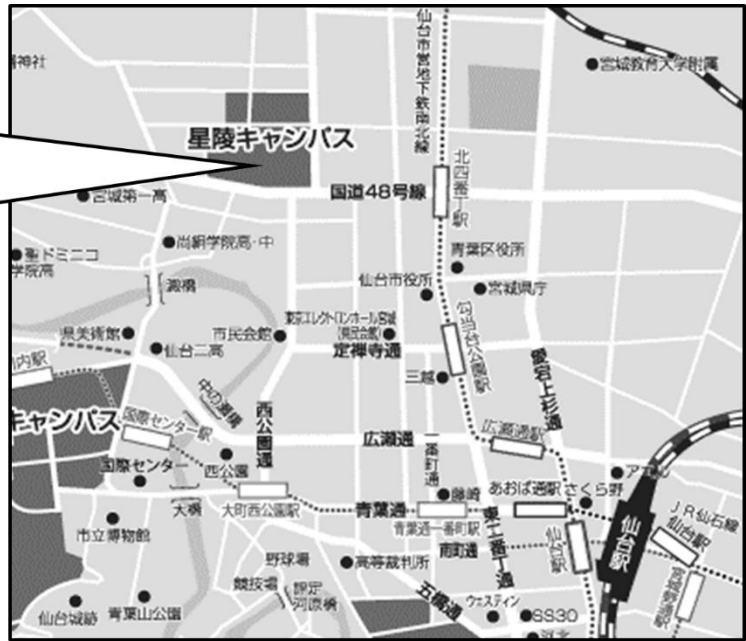 神社
仙台市営地下鉄南北線
宮城教育大学附属
星陵キャンパス
北四番丁駅
国道48号線
宮城第一高
尚絅学院高・中
聖ドミニコ
学院高
澱橋
青葉区役所
仙台市役所
宮城県庁
東京エレクトロンホール宮城
(県民会館)
県美術館
市民会館
仙台二高
勾当台公園駅
定禅寺通
三越
愛宕上杉通
内駅
中の瀬橋
西公園通
キャンパス
国際センター駅
広瀬通
一番町通
広瀬通駅
国際センター
西公園
アエル
大橋
大町西公園駅
青葉通
藤崎
あおば通駅
さくら野
JR仙石線
仙台駅
青葉通一番町駅
東二番丁通
仙台駅
仙台駅
市立博物館
南町通
野球場
高等裁判所
競技場
評定
河原橋
五橋通
宮城野通駅
仙台城跡
青葉山公園
ウェスティン
SS30